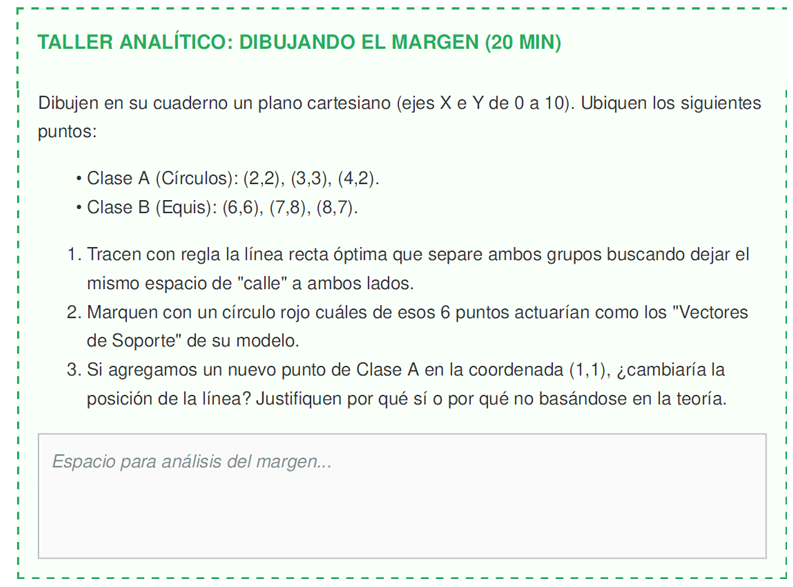 TALLER ANALÍTICO: DIBUJANDO EL MARGEN (20 MIN)
Dibujen en su cuaderno un plano cartesiano (ejes X e Y de 0 a 10). Ubiquen los siguientes
puntos:
• Clase A (Círculos): (2,2), (3,3), (4,2).
• Clase B (Equis): (6,6), (7,8), (8,7).
1. Tracen con regla la línea recta óptima que separe ambos grupos buscando dejar el
mismo espacio de "calle" a ambos lados.
2. Marquen con un círculo rojo cuáles de esos 6 puntos actuarían como los "Vectores
de Soporte" de su modelo.
3. Si agregamos un nuevo punto de Clase A en la coordenada (1,1), ¿cambiaría la
posición de la línea? Justifiquen por qué sí o por qué no basándose en la teoría.
Espacio para análisis del margen...